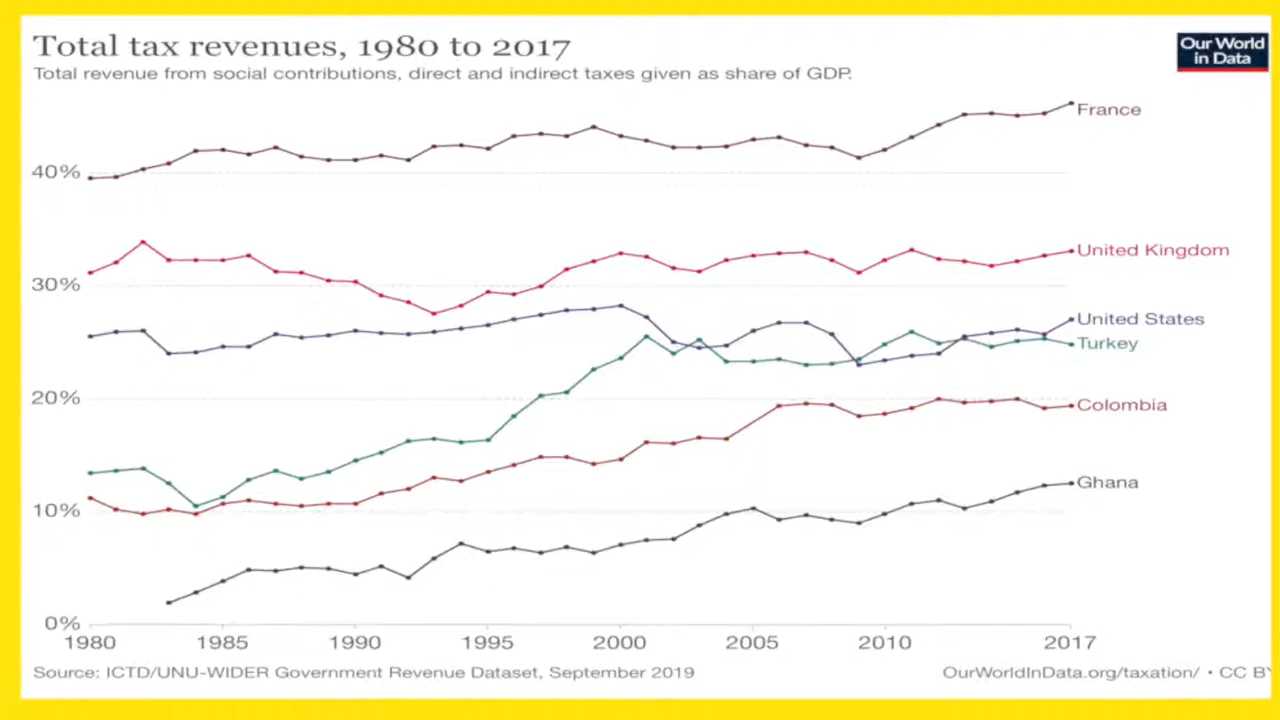 Total tax revenues, 1980 to 2017
Our World
in Data
Total revenue from social contributions, direct and indirect taxes given as share of GDP.
France
40%
United Kingdom
30%
United States
Turkey
20%
Colombia
Ghana
10%
0%
1980 1985 1990 1995 2000 2005 2010 2017
Source: ICTD/UNU-WIDER Government Revenue Dataset, September 2019
OurWorldInData.org/taxation/ • CC B